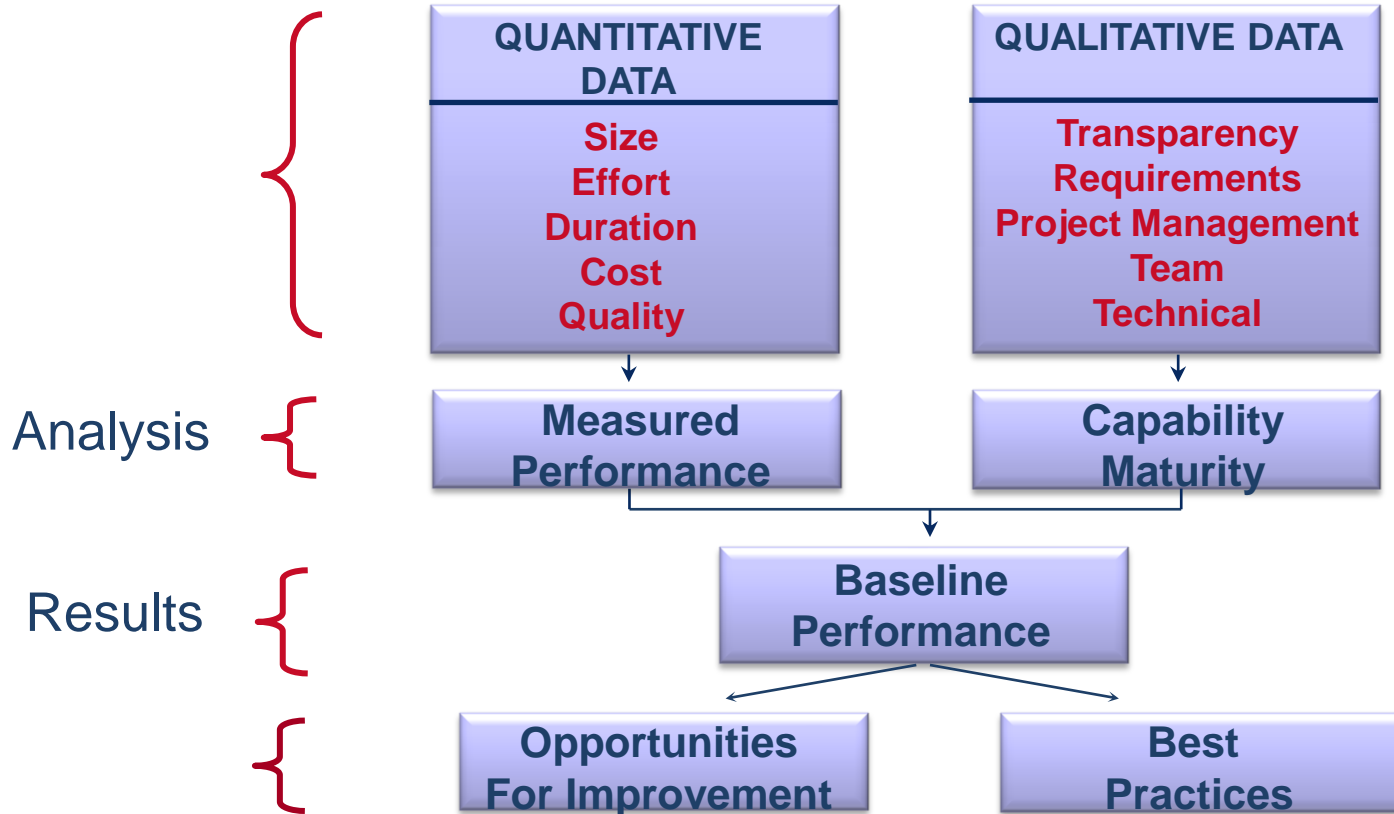 QUANTITATIVE
DATA
Size
Effort
Duration
Cost
Quality
QUALITATIVE DATA
Transparency
Requirements
Project Management
Team
Technical
Analysis
Measured
Performance
Capability
Maturity
Results
Baseline
Performance
Opportunities
For Improvement
Best
Practices